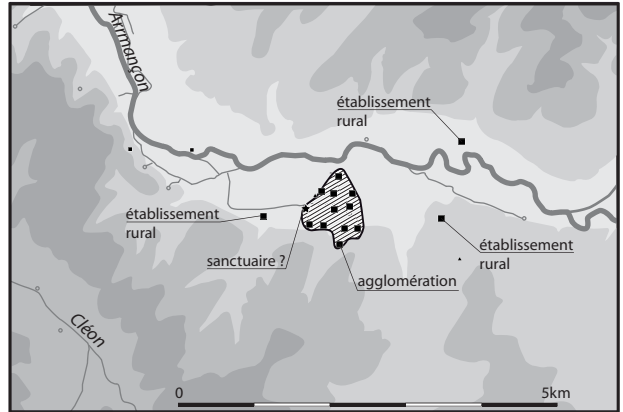 Armançon
établissement
rural
établissement
rural
établissement
rural
sanctuaire ?
agglomération
Cléon
0
5km